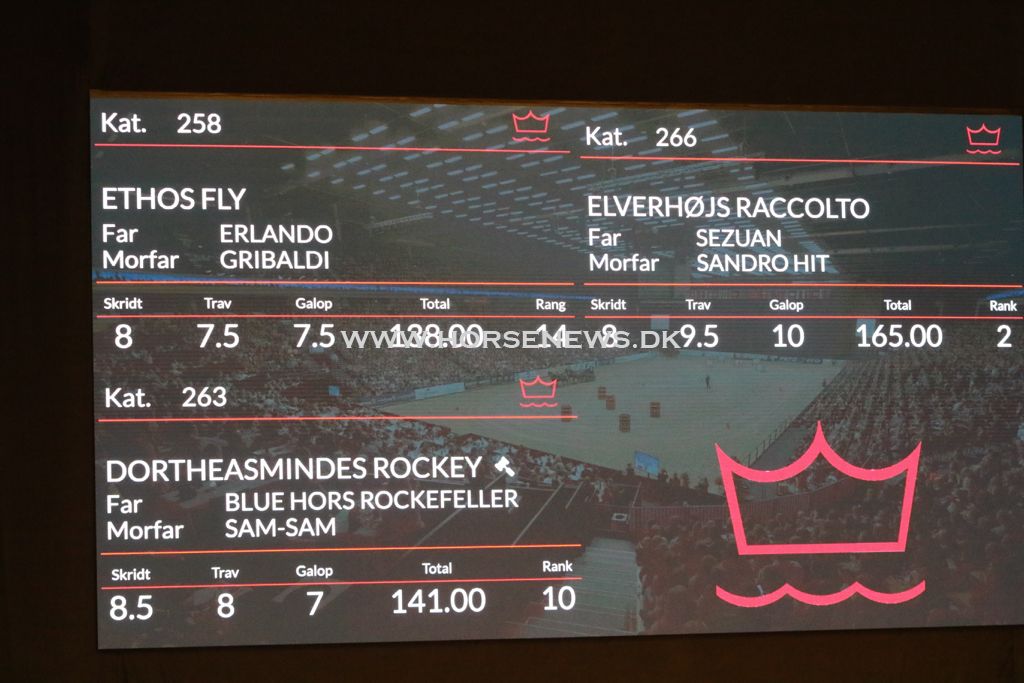 Kat. 258
ETHOS FLY
Far ERLANDO
Morfar GRIBALDI
Skridt Trav Galop Total Rang
8 7.5 7.5 138.00 14
Kat. 266
ELVERHØJS RACCOLTO
Far SEZUAN
Morfar SANDRO HIT
Skridt Trav Galop Total Rank
8 9.5 10 165.00 2
WWW.HORSENEWS.DK
Kat. 263
DORTHEASMINDES ROCKEY
Far BLUE HORS ROCKEFELLER
Morfar SAM-SAM
Skridt Trav Galop Total Rank
8.5 8 7 141.00 10